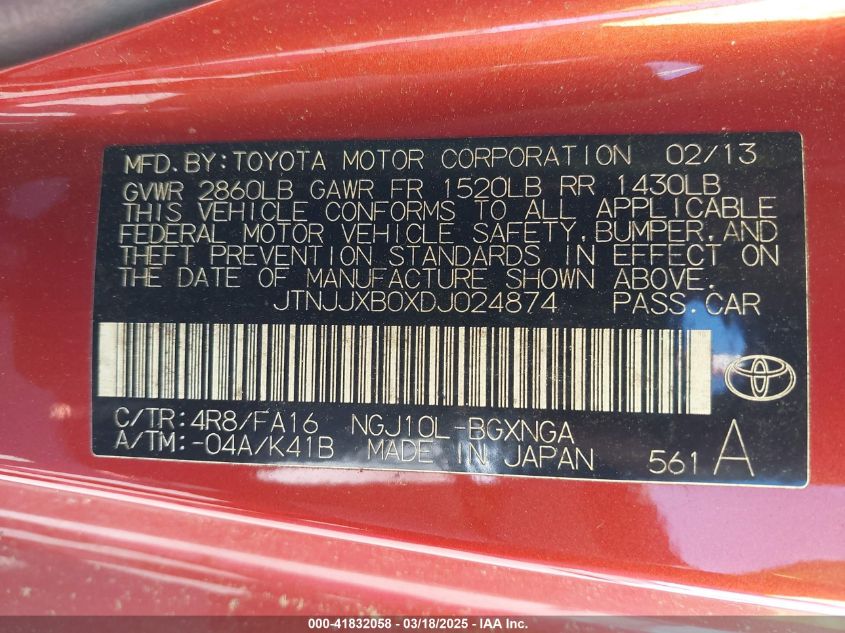 MFD.BY:TOYOTA MOTOR CORPORATION 02/13
GVWR 2860LB GAWR FR 1520LB RR 1430LB
THIS VEHICLE CONFORMS TO ALL APPLICABLE
FEDERAL MOTOR VEHICLE SAFETY,BUMPER,AND
THEFT PREVENTION STANDARDS IN EFFECT ON
THE DATE OF MANUFACTURE SHOWN ABOVE.
JTNJJXB0XDJ024874 PASS.CAR
C/TR:4R8/FA16 NGJ10L-BGXNGA
A/TM:-04A/K41B MADE IN JAPAN 561 A
000-41832058 - 03/18/2025 - IAA Inc.